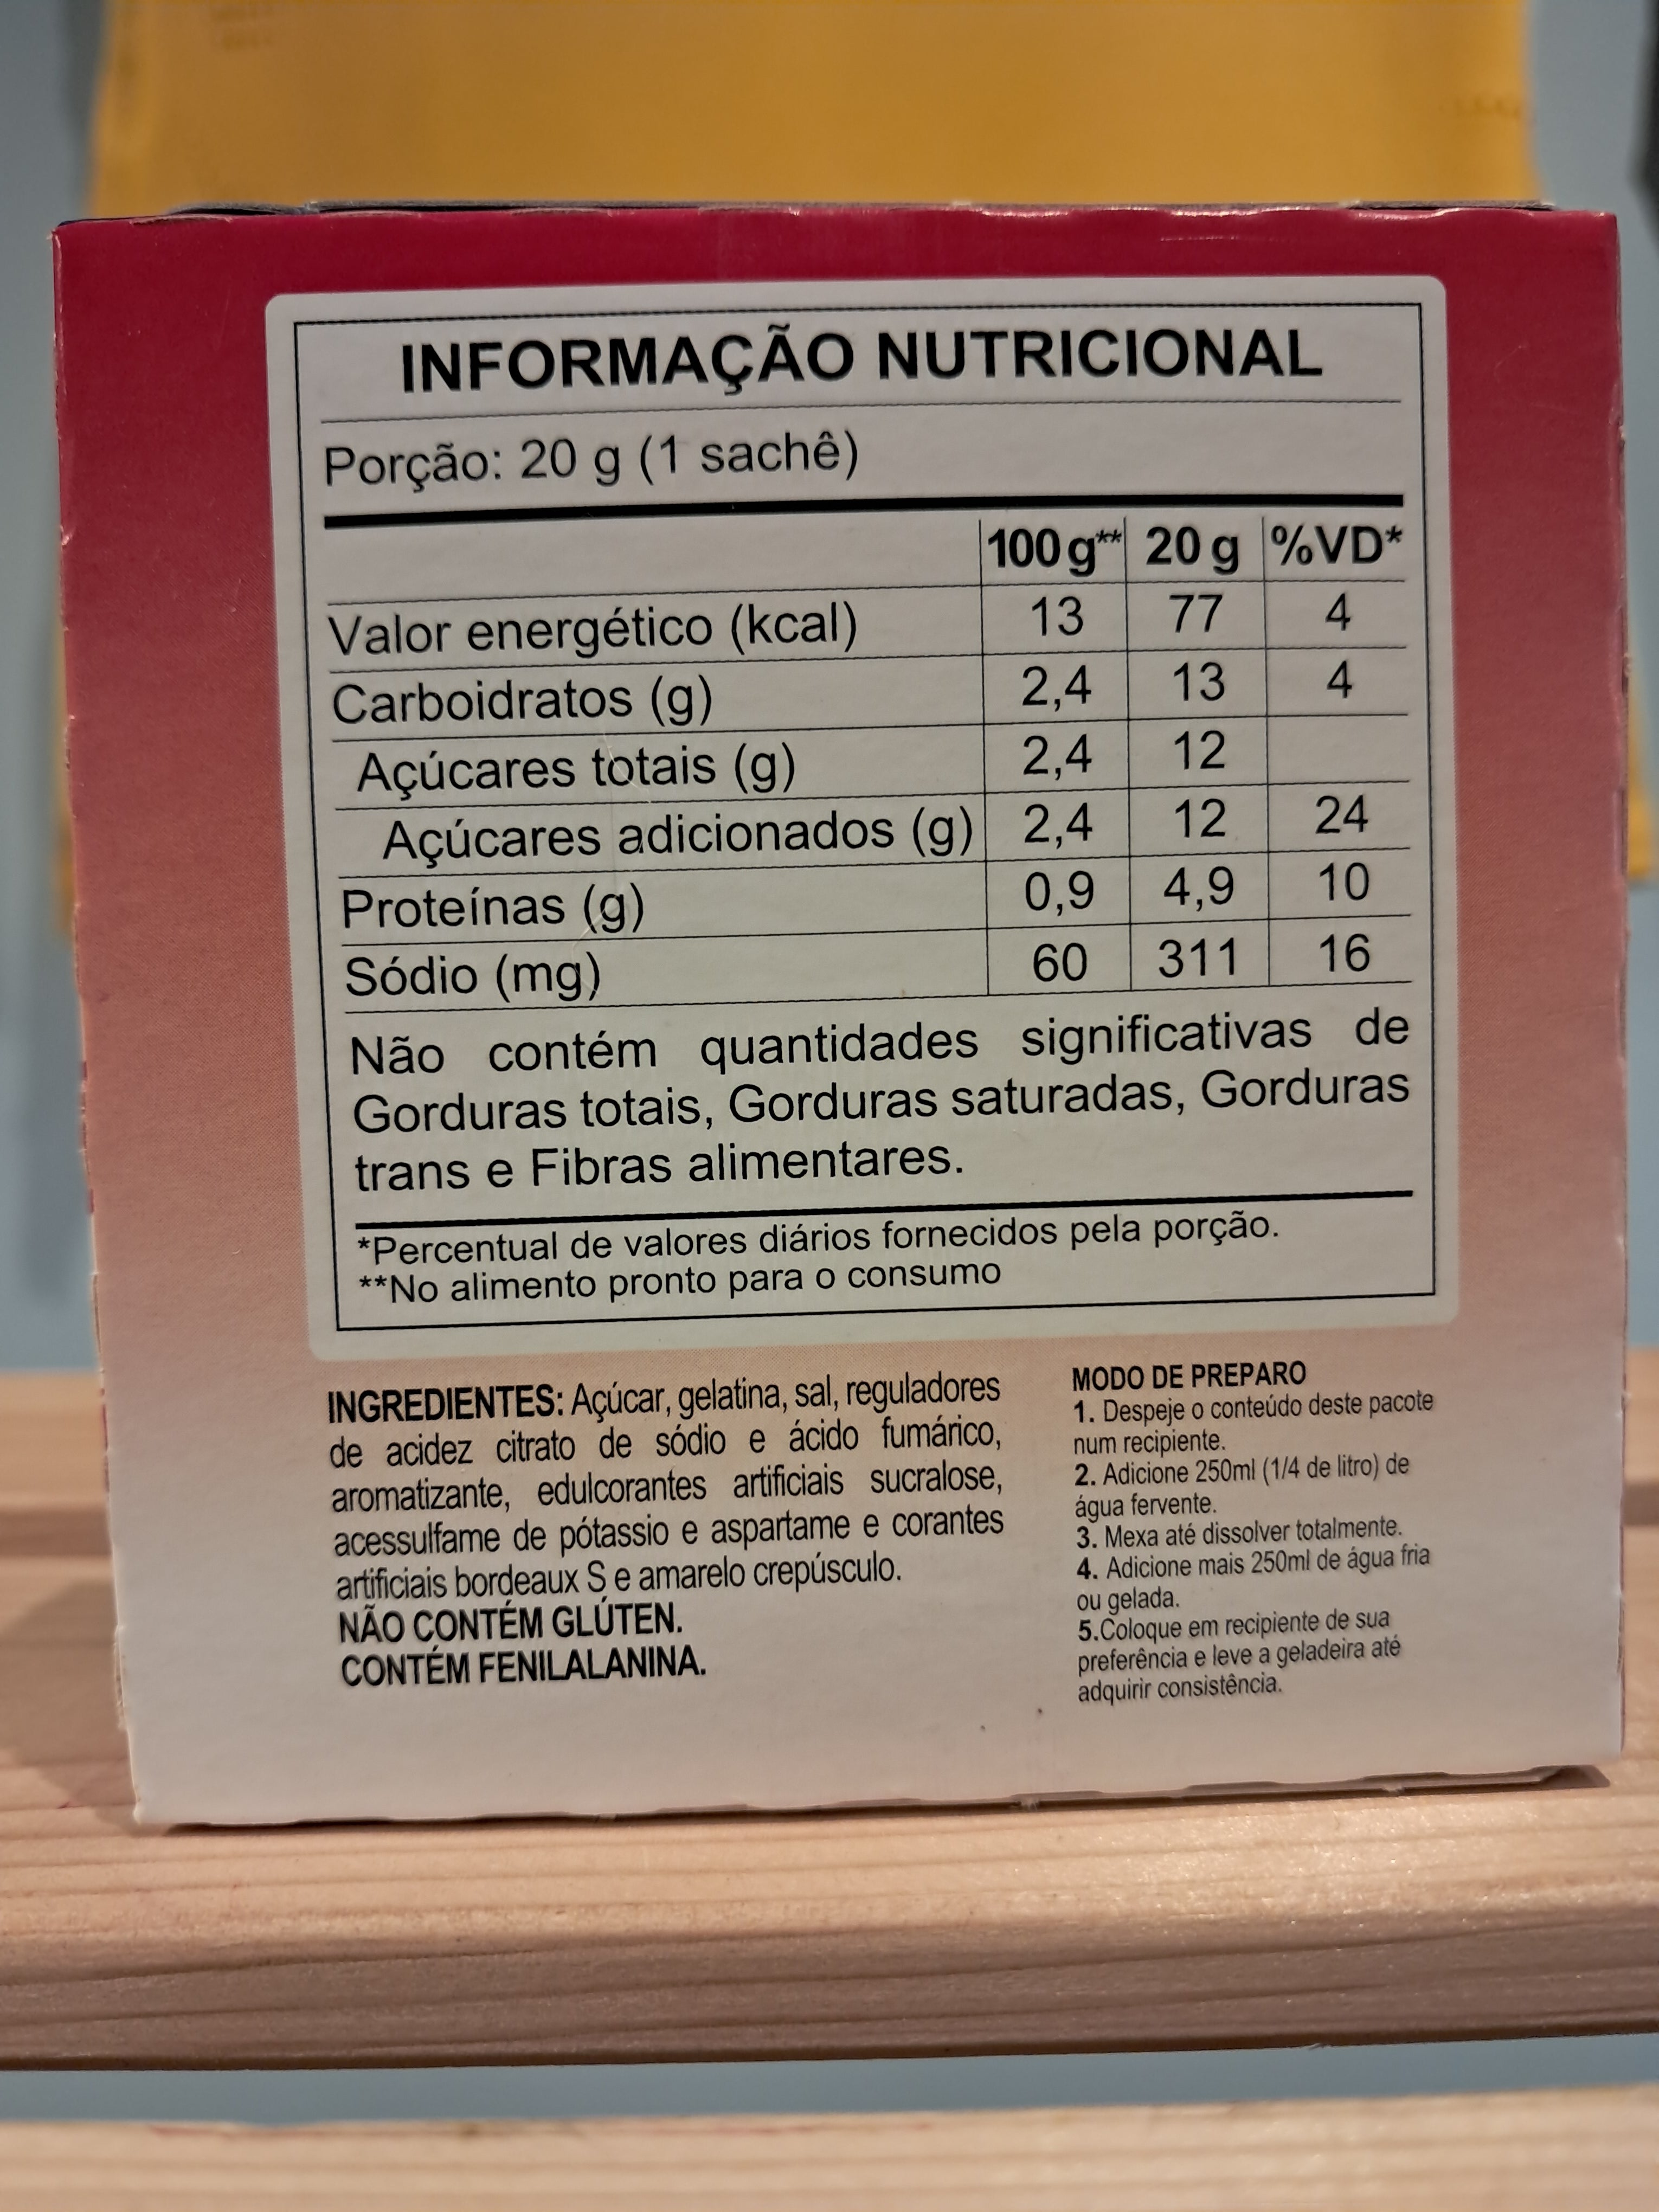 INFORMAÇÃO NUTRICIONAL
Porção: 20 g (1 sachê)
100 g** 20 g %VD*
Valor energético (kcal) 13 77 4
Carboidratos (g) 2,4 13 4
Açúcares totais (g) 2,4 12
Açúcares adicionados (g) 2,4 12 24
Proteínas (g) 0,9 4,9 10
Sódio (mg) 60 311 16
Não contém quantidades significativas de
Gorduras totais, Gorduras saturadas, Gorduras
trans e Fibras alimentares.
*Percentual de valores diários fornecidos pela porção.
**No alimento pronto para o consumo
INGREDIENTES: Açúcar, gelatina, sal, reguladores
de acidez citrato de sódio e ácido fumárico,
aromatizante, edulcorantes artificiais sucralose,
acessulfame de pótassio e aspartame e corantes
artificiais bordeaux S e amarelo crepúsculo.
NÃO CONTÉM GLÚTEN.
CONTÉM FENILALANINA.
MODO DE PREPARO
1. Despeje o conteúdo deste pacote
num recipiente.
2. Adicione 250ml (1/4 de litro) de
água fervente.
3. Mexa até dissolver totalmente.
4. Adicione mais 250ml de água fria
ou gelada.
5.Coloque em recipiente de sua
preferência e leve a geladeira até
adquirir consistência.